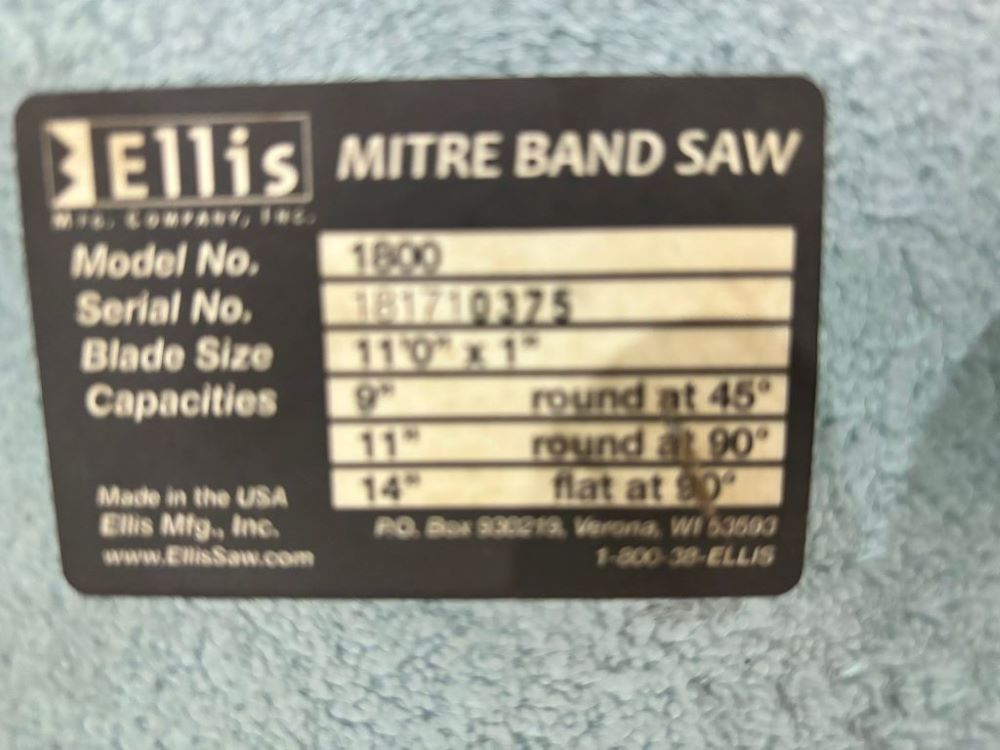 Ellis
MFG. COMPANY, INC.
MITRE BAND SAW
Model No. 1800
Serial No. 181710375
Blade Size 11'0" x 1"
Capacities 9" round at 45°
11" round at 90°
14" flat at 90°
Made in the USA
Ellis Mfg., Inc.
www.EllisSaw.com
P.O. Box 930219, Verona, WI 53593
1-800-38-ELLIS